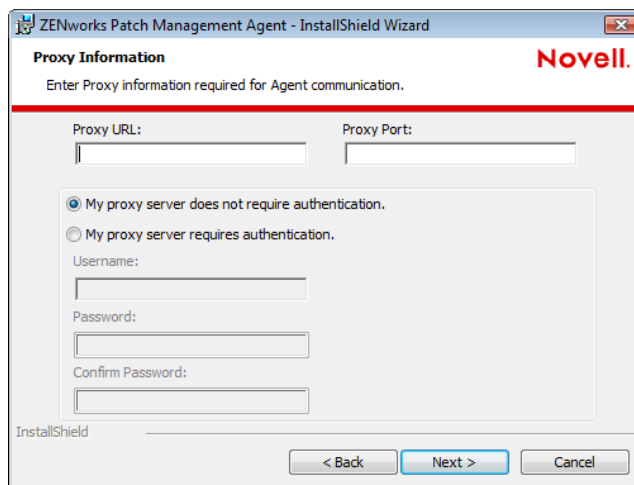 ZENworks Patch Management Agent - InstallShield Wizard
Proxy Information
Novell.
Enter Proxy information required for Agent communication.
Proxy URL:
Proxy Port:
My proxy server does not require authentication.
My proxy server requires authentication.
Username:
Password:
Confirm Password:
InstallShield
< Back
Next >
Cancel